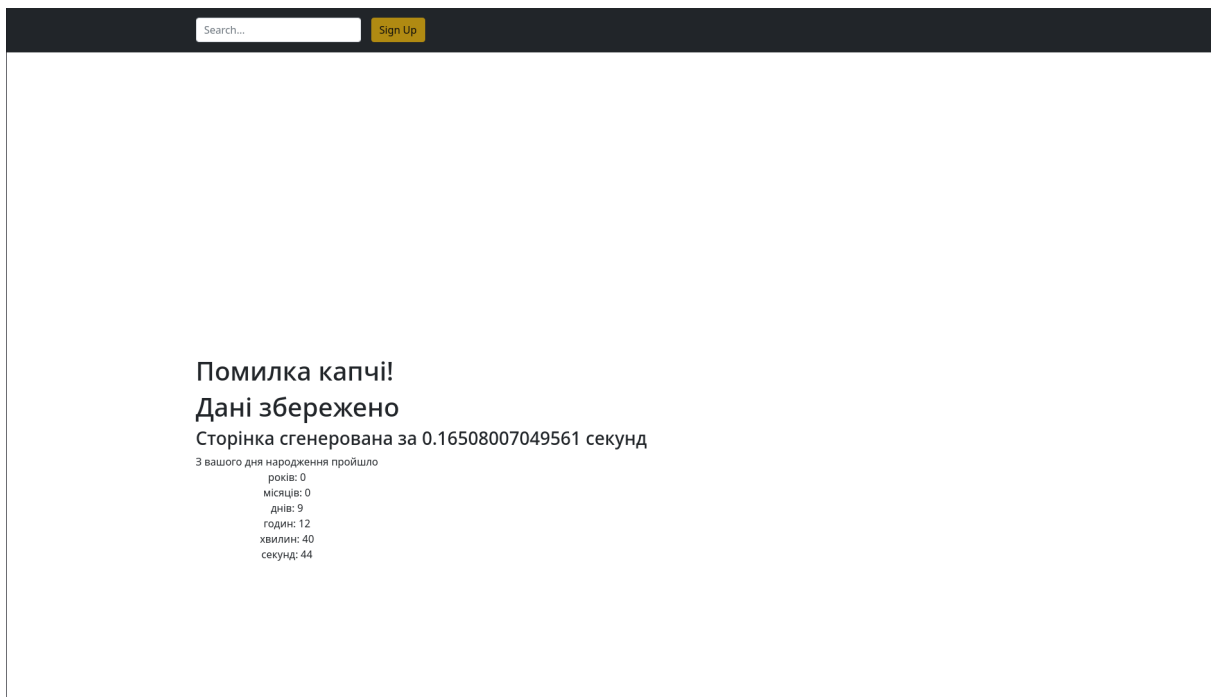 Search...
Sign Up
Помилка капчі!
Дані збережено
Сторінка сгенерована за 0.16508007049561 секунд
З вашого дня народження пройшло
років: 0
місяців: 0
днів: 9
годин: 12
хвилин: 40
секунд: 44